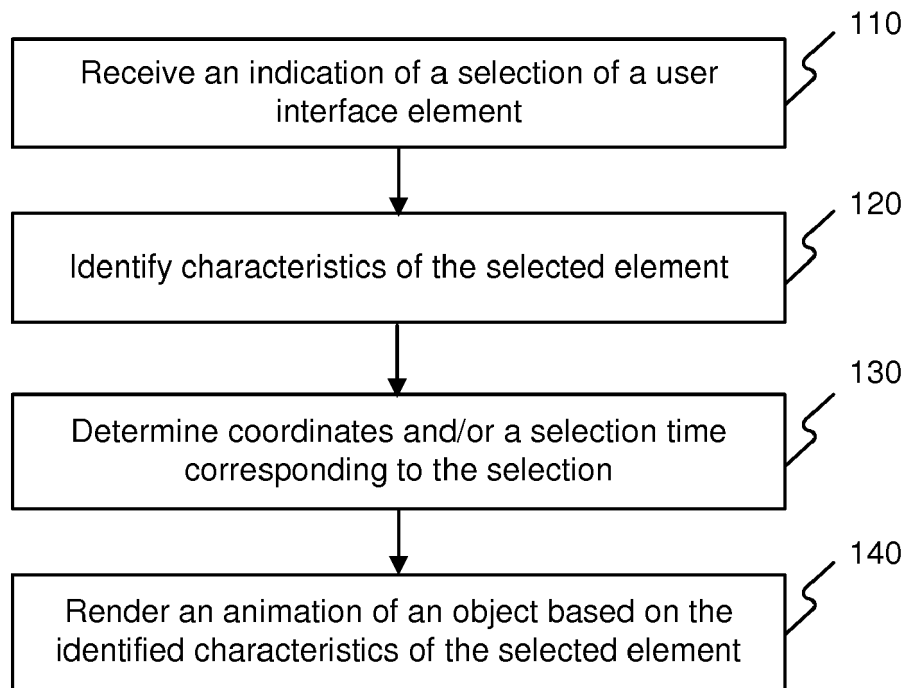 110
Receive an indication of a selection of a user
interface element
120
Identify characteristics of the selected element
130
Determine coordinates and/or a selection time
corresponding to the selection
140
Render an animation of an object based on the
identified characteristics of the selected element